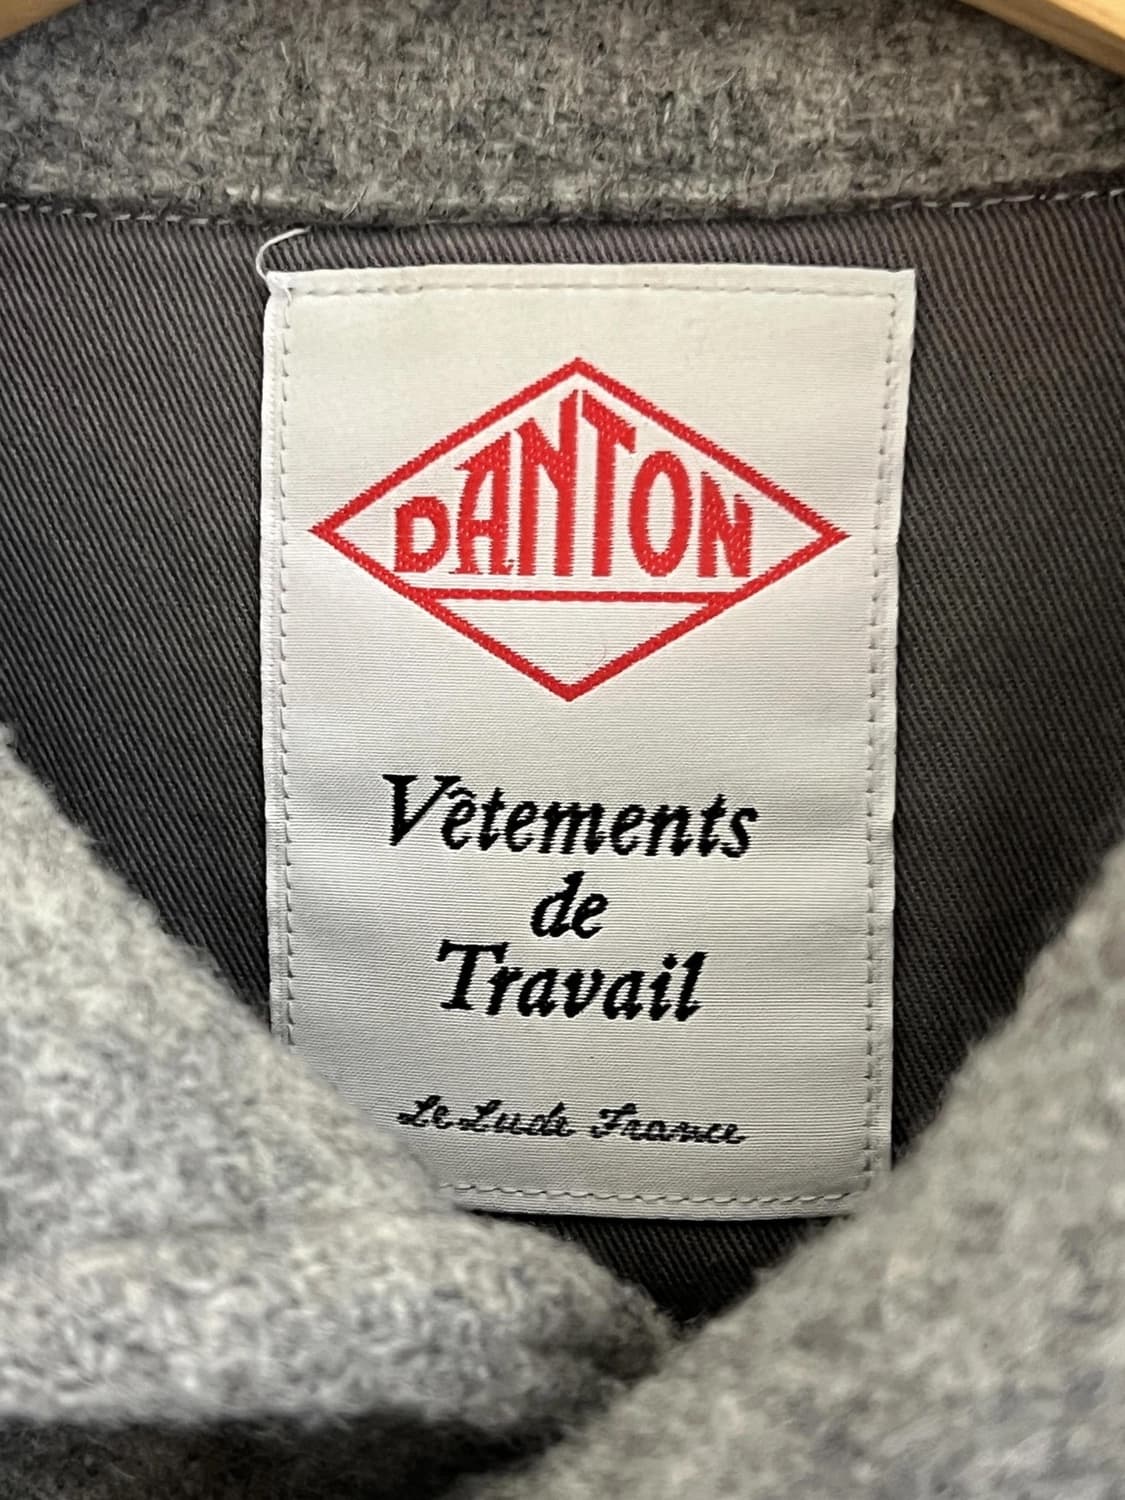 DANTON
Vêtements
de
Travail
Le Lude France